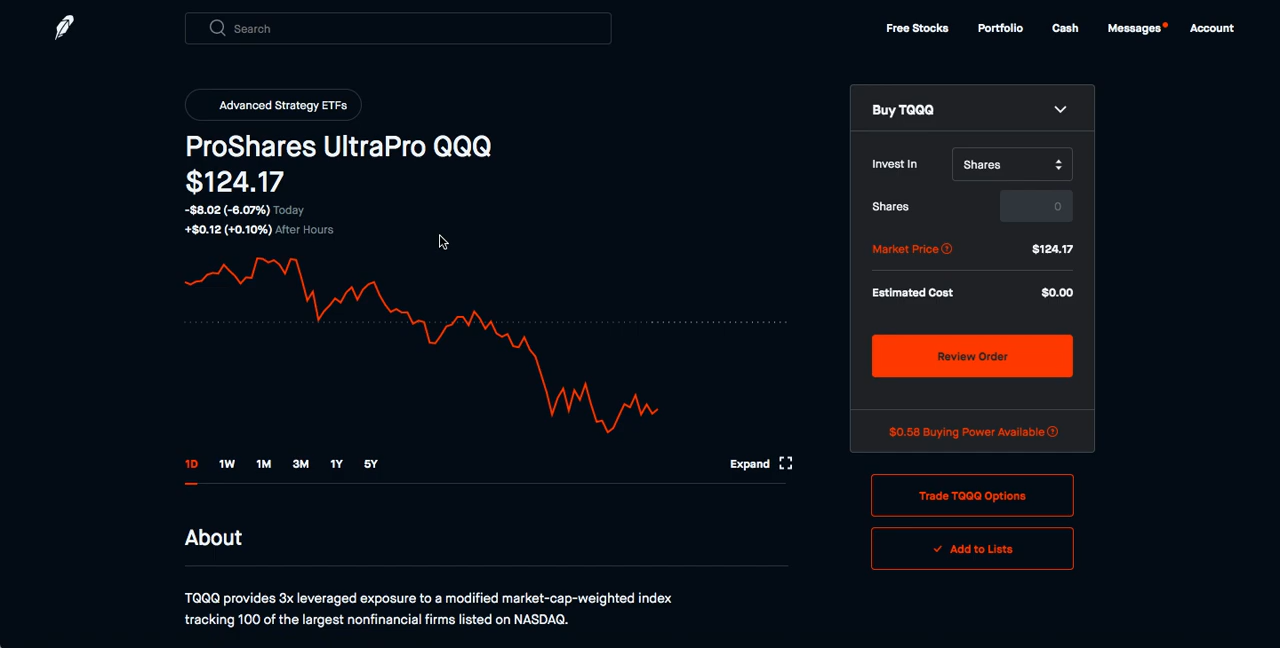 Search
Free Stocks Portfolio Cash Messages Account
Advanced Strategy ETFs
ProShares UltraPro QQQ
$124.17
-$8.02 (-6.07%) Today
+$0.12 (+0.10%) After Hours
1D 1W 1M 3M 1Y 5Y Expand
About
TQQQ provides 3x leveraged exposure to a modified market-cap-weighted index
tracking 100 of the largest nonfinancial firms listed on NASDAQ.
Buy TQQQ
Invest In Shares
Shares 0
Market Price ? $124.17
Estimated Cost $0.00
Review Order
$0.58 Buying Power Available ?
Trade TQQQ Options
Add to Lists